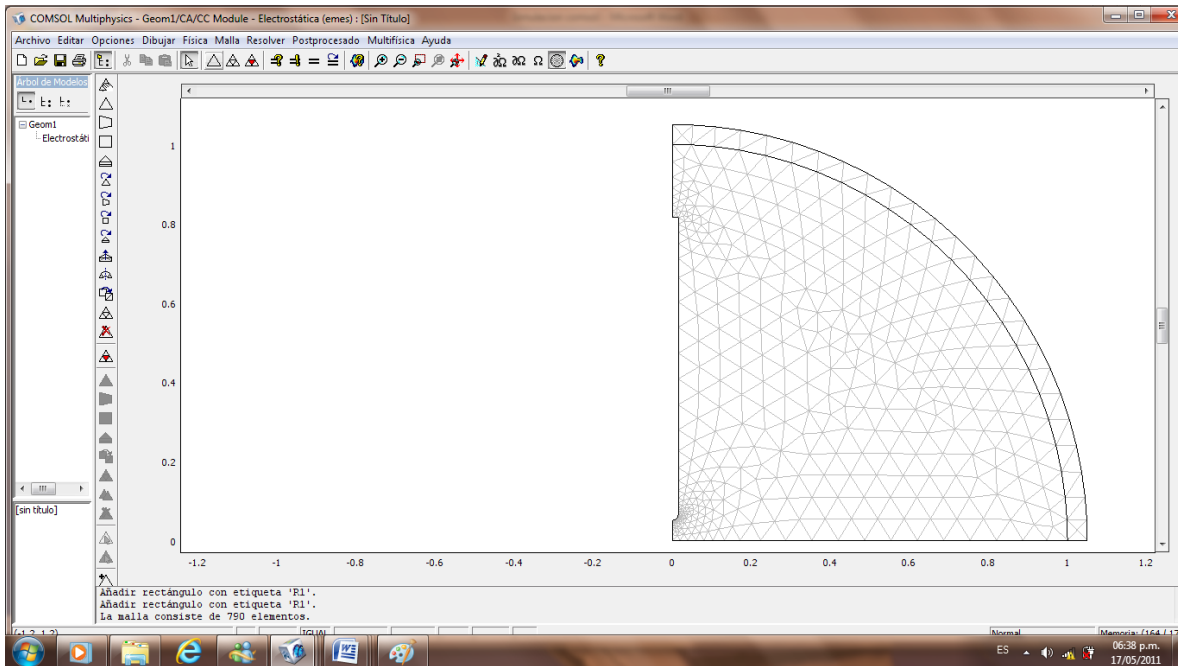 COMSOL Multiphysics - Geom1/CA/CC Module - Electrostática (emes) : [Sin Título]
Archivo Editar Opciones Dibujar Física Malla Resolver Postprocesado Multifísica Ayuda
Árbol de Modelos
Geom1
Electrostáti
[sin título]
1
0.8
0.6
0.4
0.2
0
-1.2 -1 -0.8 -0.6 -0.4 -0.2 0 0.2 0.4 0.6 0.8 1 1.2
Añadir rectángulo con etiqueta 'R1'.
Añadir rectángulo con etiqueta 'R1'.
La malla consiste de 790 elementos.
(-1.2, 1.2) IGUAL Normal Memoria: (164 / 17
ES 06:38 p.m.
17/05/2011